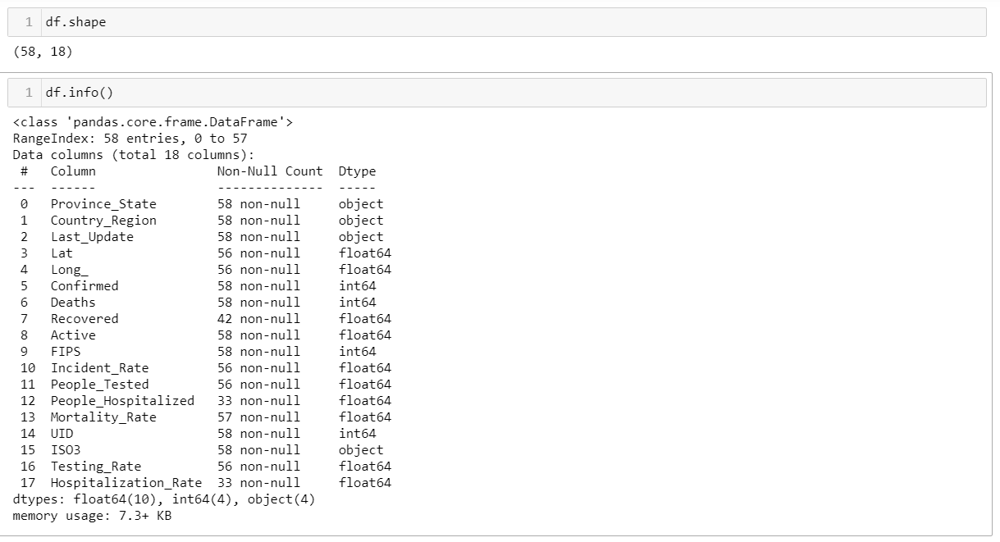 1 df.shape
(58, 18)
1 df.info()
<class 'pandas.core.frame.DataFrame'>
RangeIndex: 58 entries, 0 to 57
Data columns (total 18 columns):
 #   Column                Non-Null Count  Dtype
---  ------                --------------  -----
 0   Province_State        58 non-null     object
 1   Country_Region        58 non-null     object
 2   Last_Update           58 non-null     object
 3   Lat                   56 non-null     float64
 4   Long_                 56 non-null     float64
 5   Confirmed             58 non-null     int64
 6   Deaths                58 non-null     int64
 7   Recovered             42 non-null     float64
 8   Active                58 non-null     float64
 9   FIPS                  58 non-null     int64
 10  Incident_Rate         56 non-null     float64
 11  People_Tested         56 non-null     float64
 12  People_Hospitalized   33 non-null     float64
 13  Mortality_Rate        57 non-null     float64
 14  UID                   58 non-null     int64
 15  ISO3                  58 non-null     object
 16  Testing_Rate          56 non-null     float64
 17  Hospitalization_Rate  33 non-null     float64
dtypes: float64(10), int64(4), object(4)
memory usage: 7.3+ KB